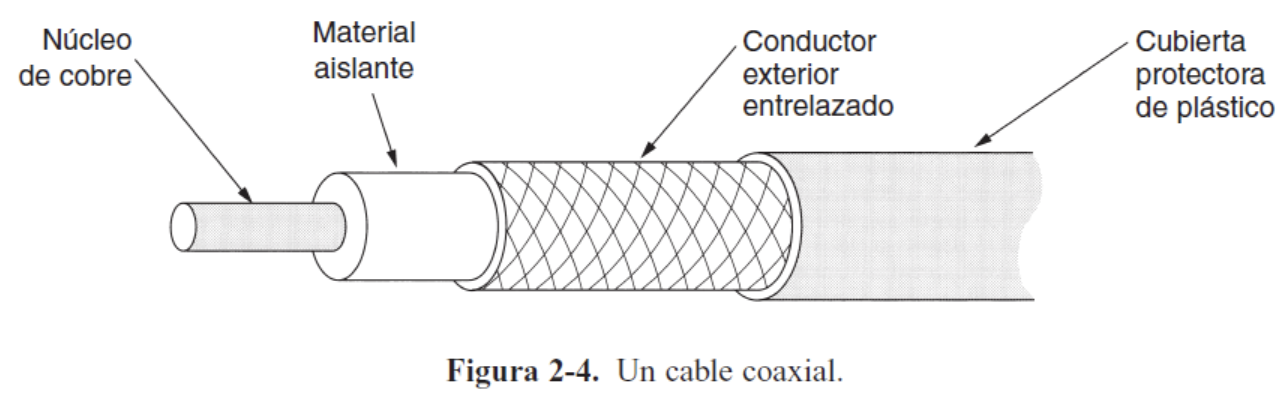 Núcleo
de cobre
Material
aislante
Conductor
exterior
entrelazado
Cubierta
protectora
de plástico
Figura 2-4. Un cable coaxial.